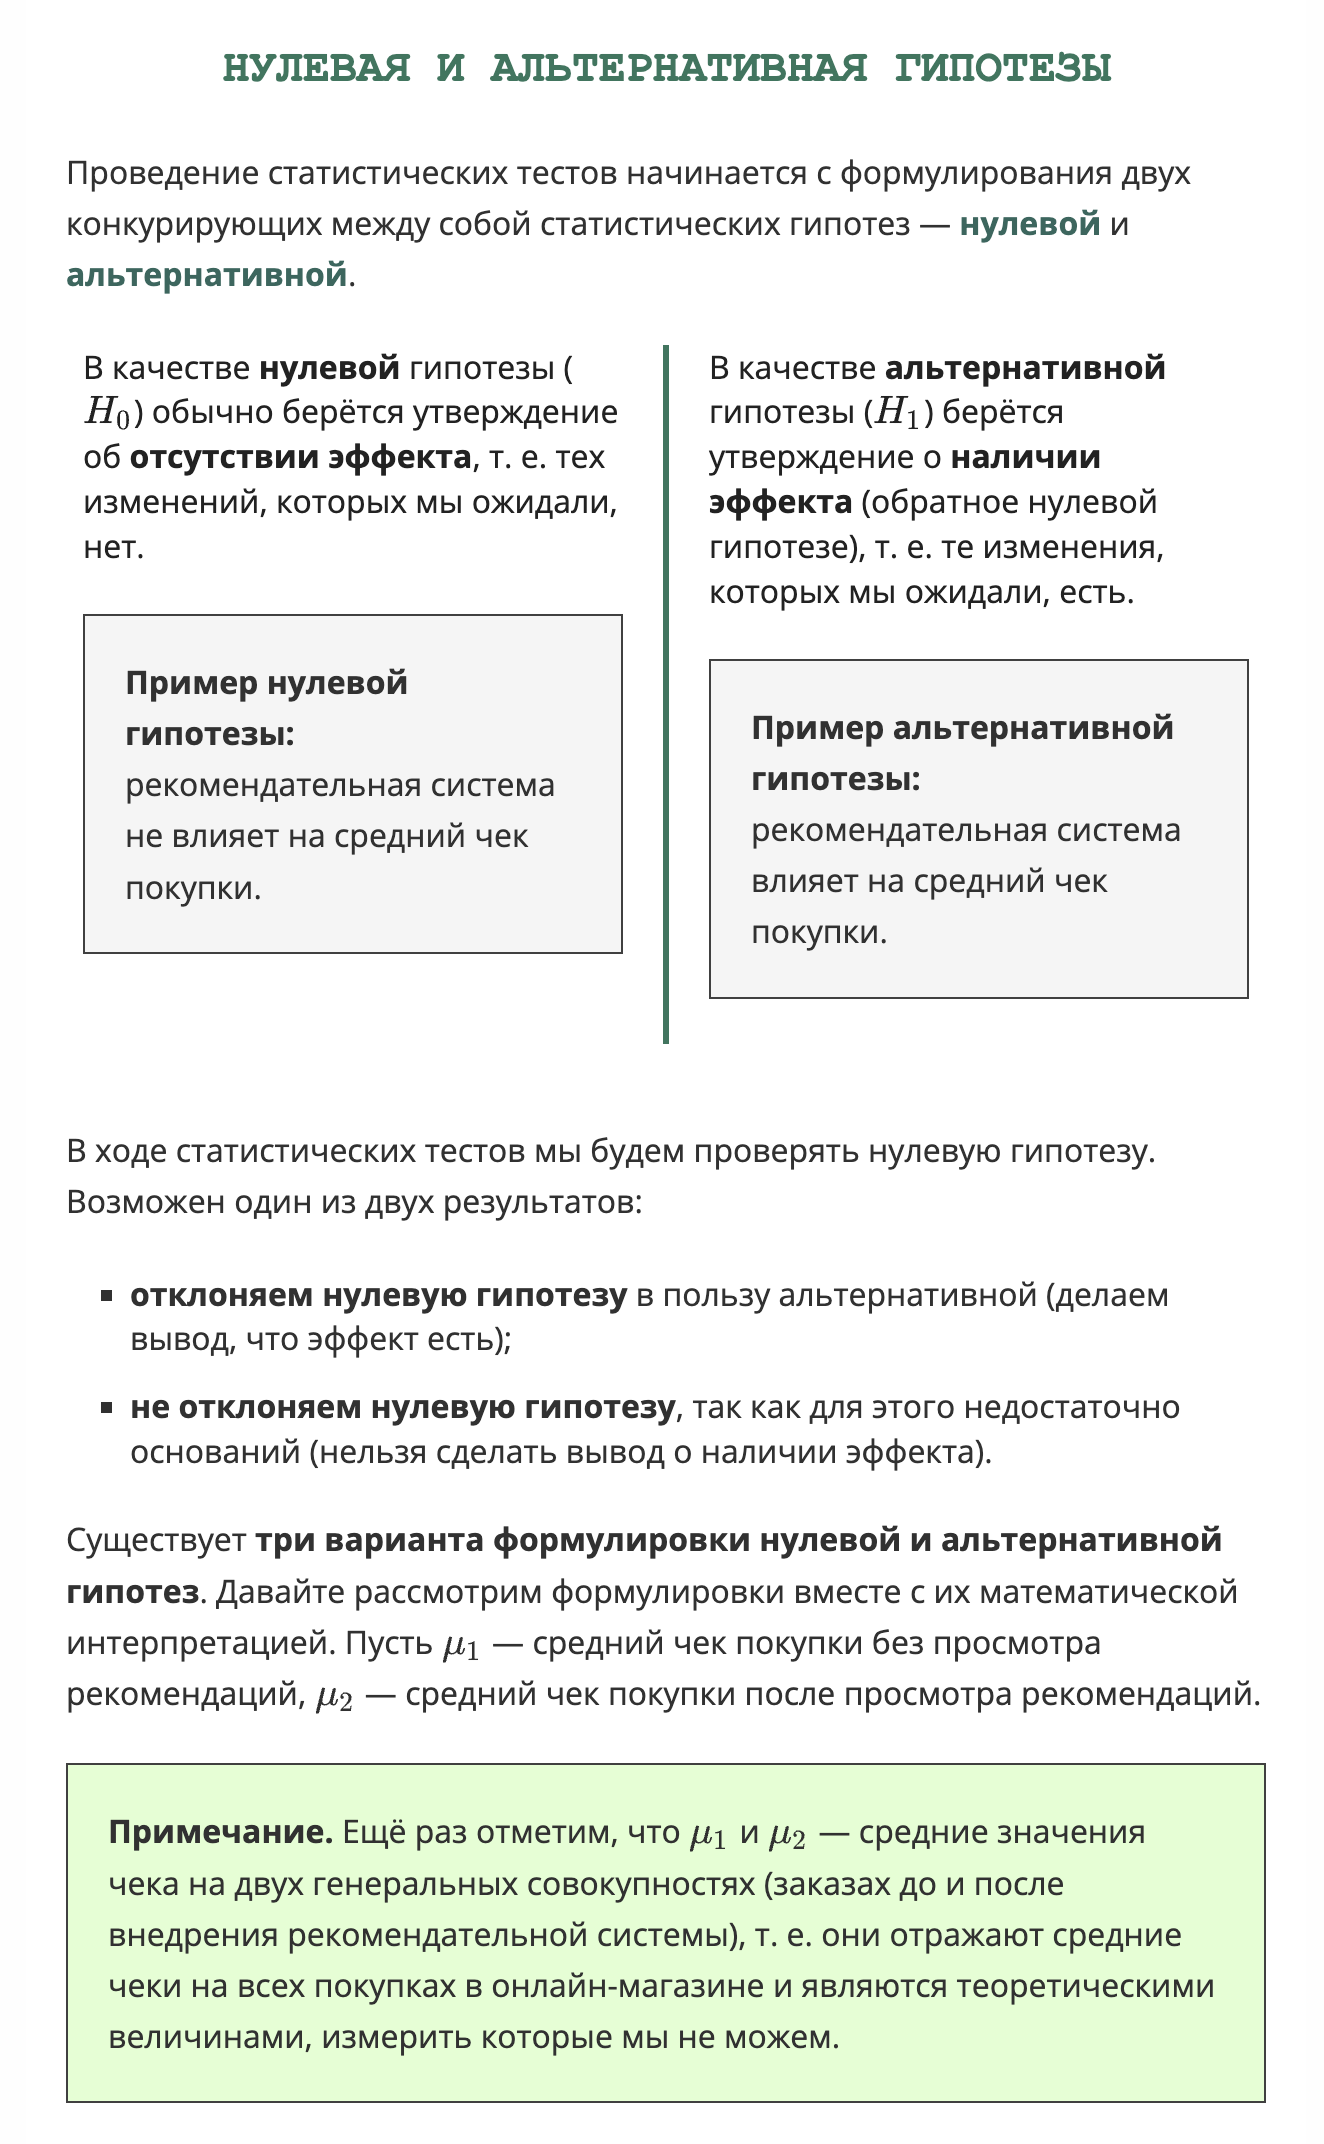 НУЛЕВАЯ И АЛЬТЕРНАТИВНАЯ ГИПОТЕЗЫ
Проведение статистических тестов начинается с формулирования двух
конкурирующих между собой статистических гипотез — нулевой и
альтернативной.
В качестве нулевой гипотезы (
H₀) обычно берётся утверждение
об отсутствии эффекта, т. е. тех
изменений, которых мы ожидали,
нет.
Пример нулевой
гипотезы:
рекомендательная система
не влияет на средний чек
покупки.
В качестве альтернативной
гипотезы (H₁) берётся
утверждение о наличии
эффекта (обратное нулевой
гипотезе), т. е. те изменения,
которых мы ожидали, есть.
Пример альтернативной
гипотезы:
рекомендательная система
влияет на средний чек
покупки.
В ходе статистических тестов мы будем проверять нулевую гипотезу.
Возможен один из двух результатов:
▪ отклоняем нулевую гипотезу в пользу альтернативной (делаем
вывод, что эффект есть);
▪ не отклоняем нулевую гипотезу, так как для этого недостаточно
оснований (нельзя сделать вывод о наличии эффекта).
Существует три варианта формулировки нулевой и альтернативной
гипотез. Давайте рассмотрим формулировки вместе с их математической
интерпретацией. Пусть μ₁ — средний чек покупки без просмотра
рекомендаций, μ₂ — средний чек покупки после просмотра рекомендаций.
Примечание. Ещё раз отметим, что μ₁ и μ₂ — средние значения
чека на двух генеральных совокупностях (заказах до и после
внедрения рекомендательной системы), т. е. они отражают средние
чеки на всех покупках в онлайн-магазине и являются теоретическими
величинами, измерить которые мы не можем.